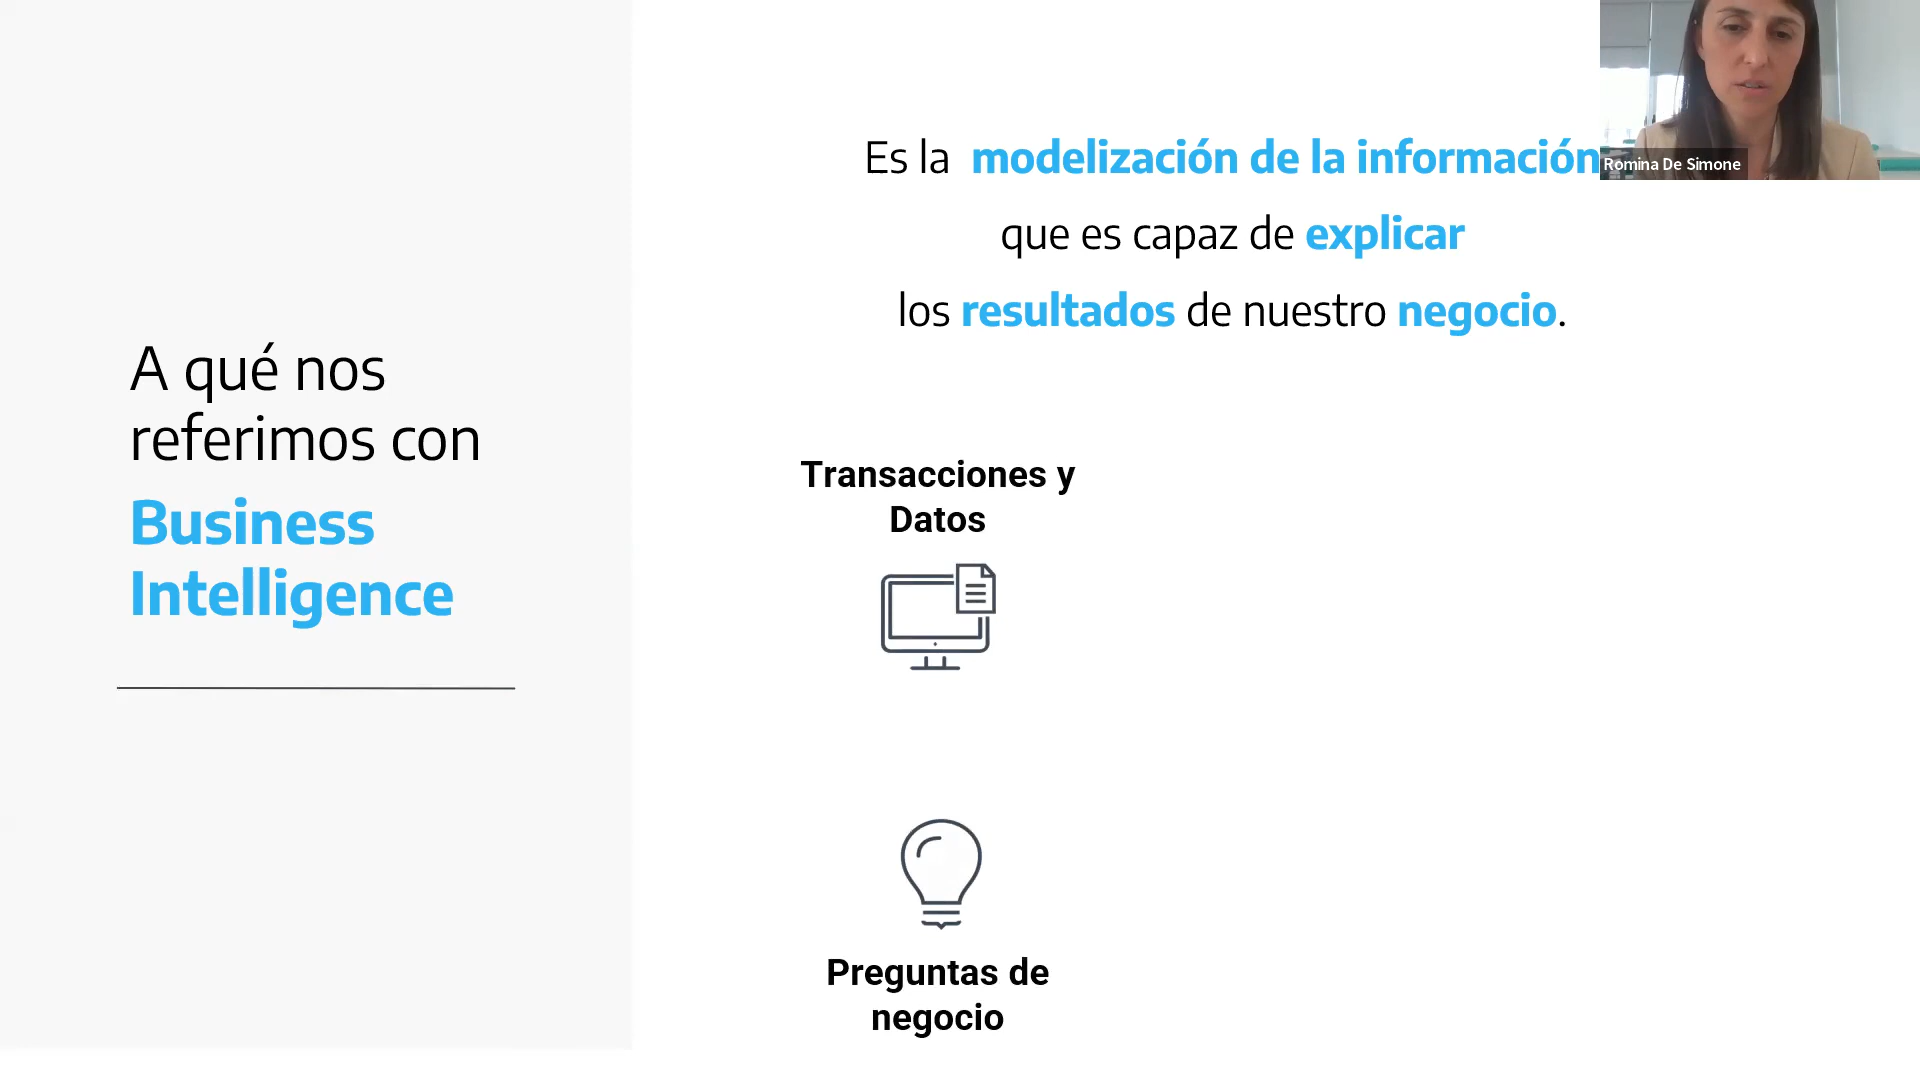 A qué nos
referimos con
Business
Intelligence
Es la modelización de la información
que es capaz de explicar
los resultados de nuestro negocio.
Transacciones y
Datos
Preguntas de
negocio
Romina De Simone